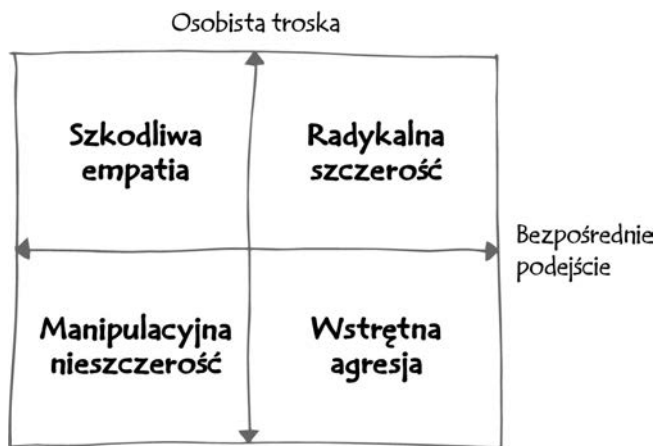 Osobista troska
Szkodliwa
empatia
Radykalna
szczerość
Bezpośrednie
podejście
Manipulacyjna
nieszczerość
Wstrętna
agresja